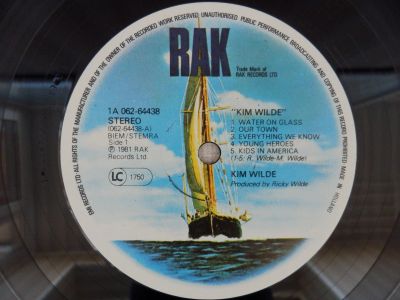 EMI RECORDS LTD ALL RIGHTS OF THE MANUFACTURER AND OF THE OWNER OF THE RECORDED WORK RESERVED. UNAUTHORISED PUBLIC PERFORMANCE BROADCASTING AND COPYING OF THIS RECORD PROHIBITED. MADE IN HOLLAND
RAK
Trade Mark of
RAK RECORDS LTD
1A 062-64438
STEREO
(062-64438-A)
BIEM/STEMRA
Side 1
℗ 1981 RAK
Records Ltd.
LC 1750
"KIM WILDE"
1. WATER ON GLASS
2. OUR TOWN
3. EVERYTHING WE KNOW
4. YOUNG HEROES
5. KIDS IN AMERICA
(1-5: R. Wilde-M. Wilde)
KIM WILDE
Produced by Ricky Wilde